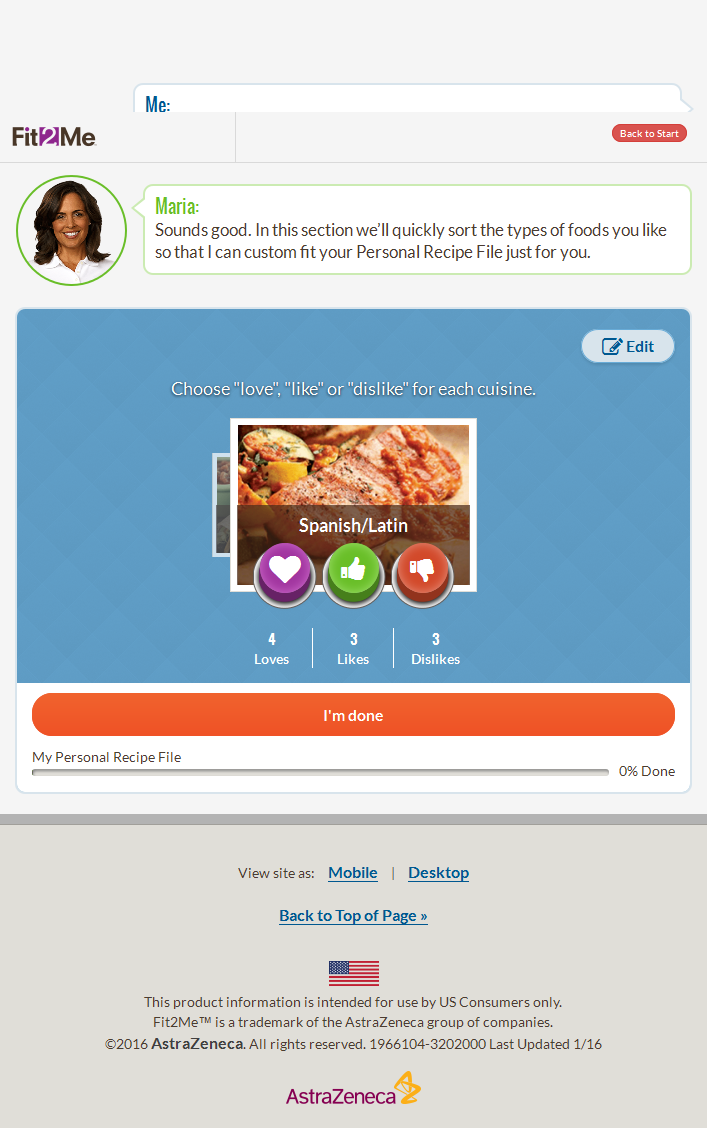 Me:
Fit2Me
Back to Start
Maria:
Sounds good. In this section we'll quickly sort the types of foods you like
so that I can custom fit your Personal Recipe File just for you.
Edit
Choose "love", "like" or "dislike" for each cuisine.
Spanish/Latin
4
Loves
3
Likes
3
Dislikes
I'm done
My Personal Recipe File
0% Done
View site as: Mobile | Desktop
Back to Top of Page »
This product information is intended for use by US Consumers only.
Fit2Me™ is a trademark of the AstraZeneca group of companies.
©2016 AstraZeneca. All rights reserved. 1966104-3202000 Last Updated 1/16
AstraZeneca